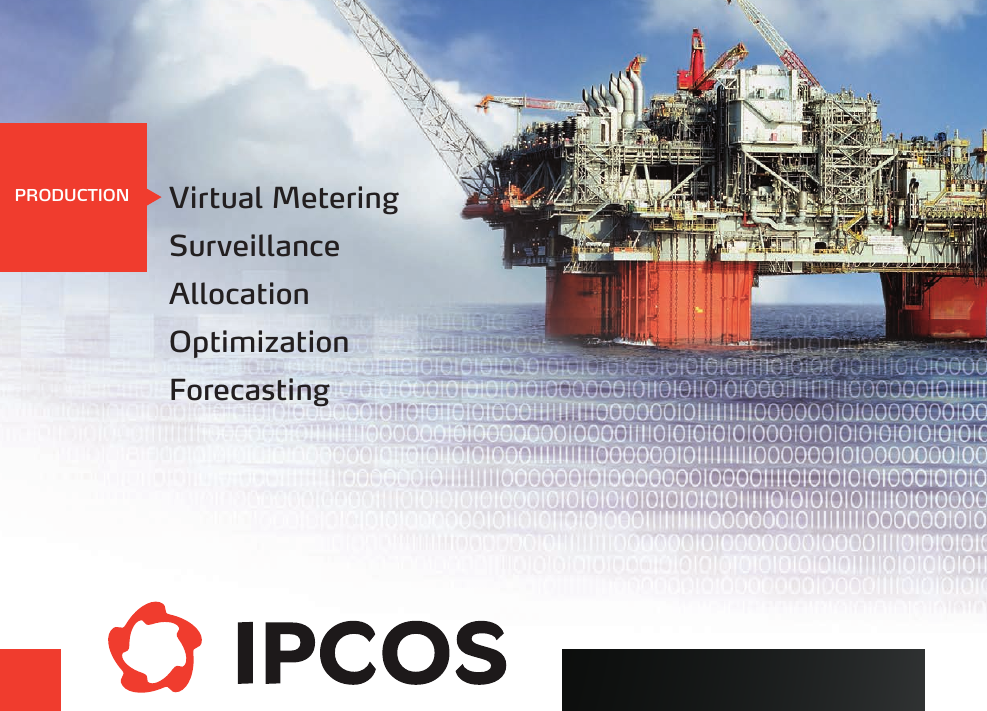 PRODUCTION
Virtual Metering
Surveillance
Allocation
Optimization
Forecasting
IPCOS